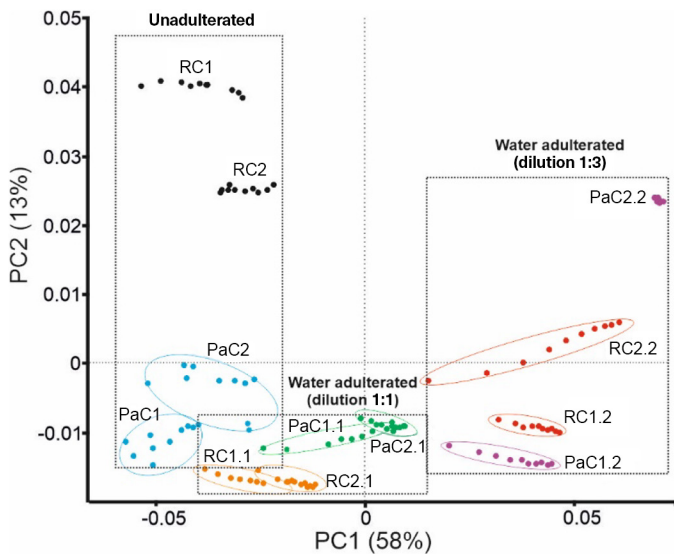 Unadulterated
0.05
RC1
0.04
RC2
Water adulterated
(dilution 1:3)
0.03
PaC2.2
0.02
PC2 (13%)
0.01
PaC2
RC2.2
0
Water adulterated
(dilution 1:1)
PaC1
PaC1.1
RC1.2
-0.01
PaC2.1
RC1.1
PaC1.2
RC2.1
-0.05
0
0.05
PC1 (58%)